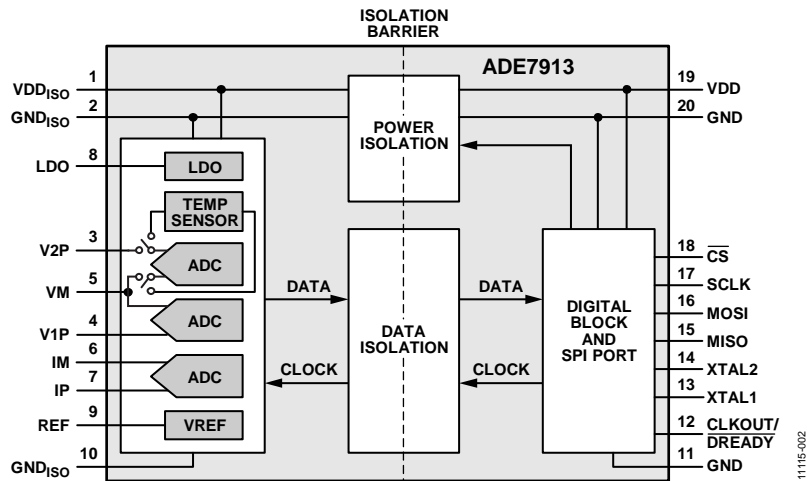 ISOLATION
BARRIER
ADE7913
1
VDDISO
2
GNDISO
8
LDO
3
V2P
5
VM
4
V1P
6
IM
7
IP
9
REF
10
GNDISO
LDO
TEMP
SENSOR
ADC
ADC
ADC
VREF
POWER
ISOLATION
DATA
CLOCK
DATA
ISOLATION
DATA
CLOCK
DIGITAL
BLOCK
AND
SPI PORT
19
VDD
20
GND
18
CS
17
SCLK
16
MOSI
15
MISO
14
XTAL2
13
XTAL1
12
CLKOUT/
DREADY
11
GND
11115-002